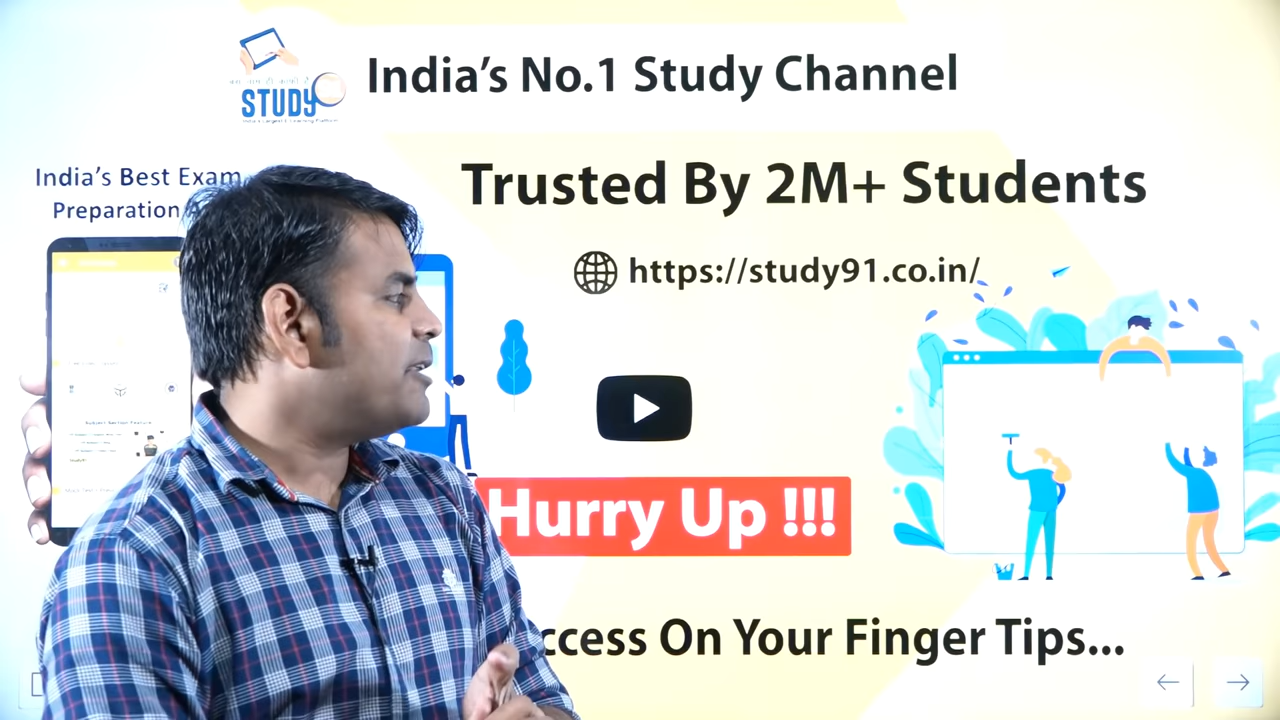 India's No.1 Study Channel
STUDY
India's Best Exam
Preparation
Trusted By 2M+ Students
https://study91.co.in/
Hurry Up !!!
ccess On Your Finger Tips...